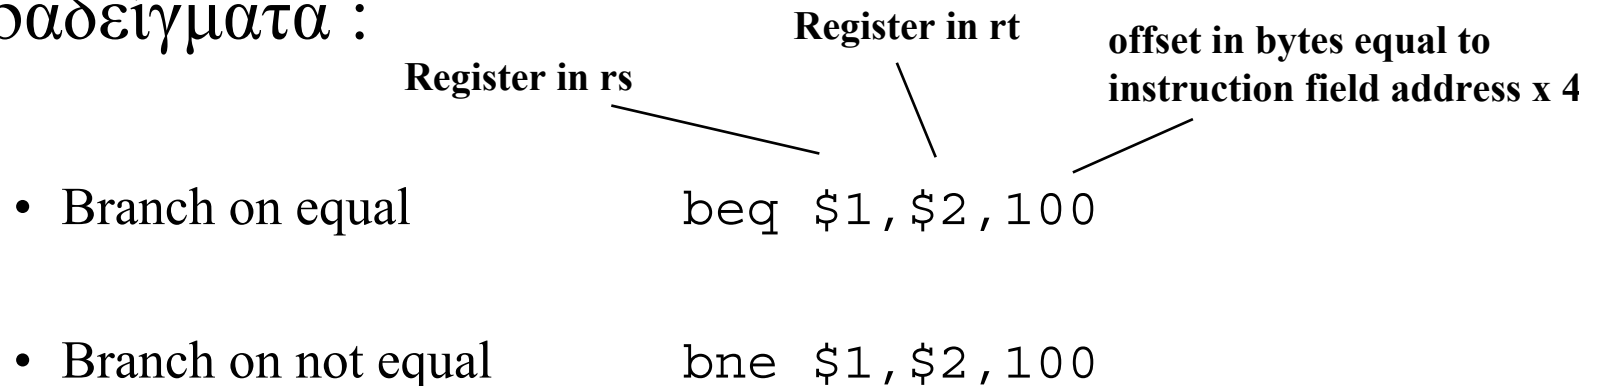 ραδείγματα :
Register in rs
Register in rt
offset in bytes equal to
instruction field address x 4
• Branch on equal beq $1,$2,100
• Branch on not equal bne $1,$2,100